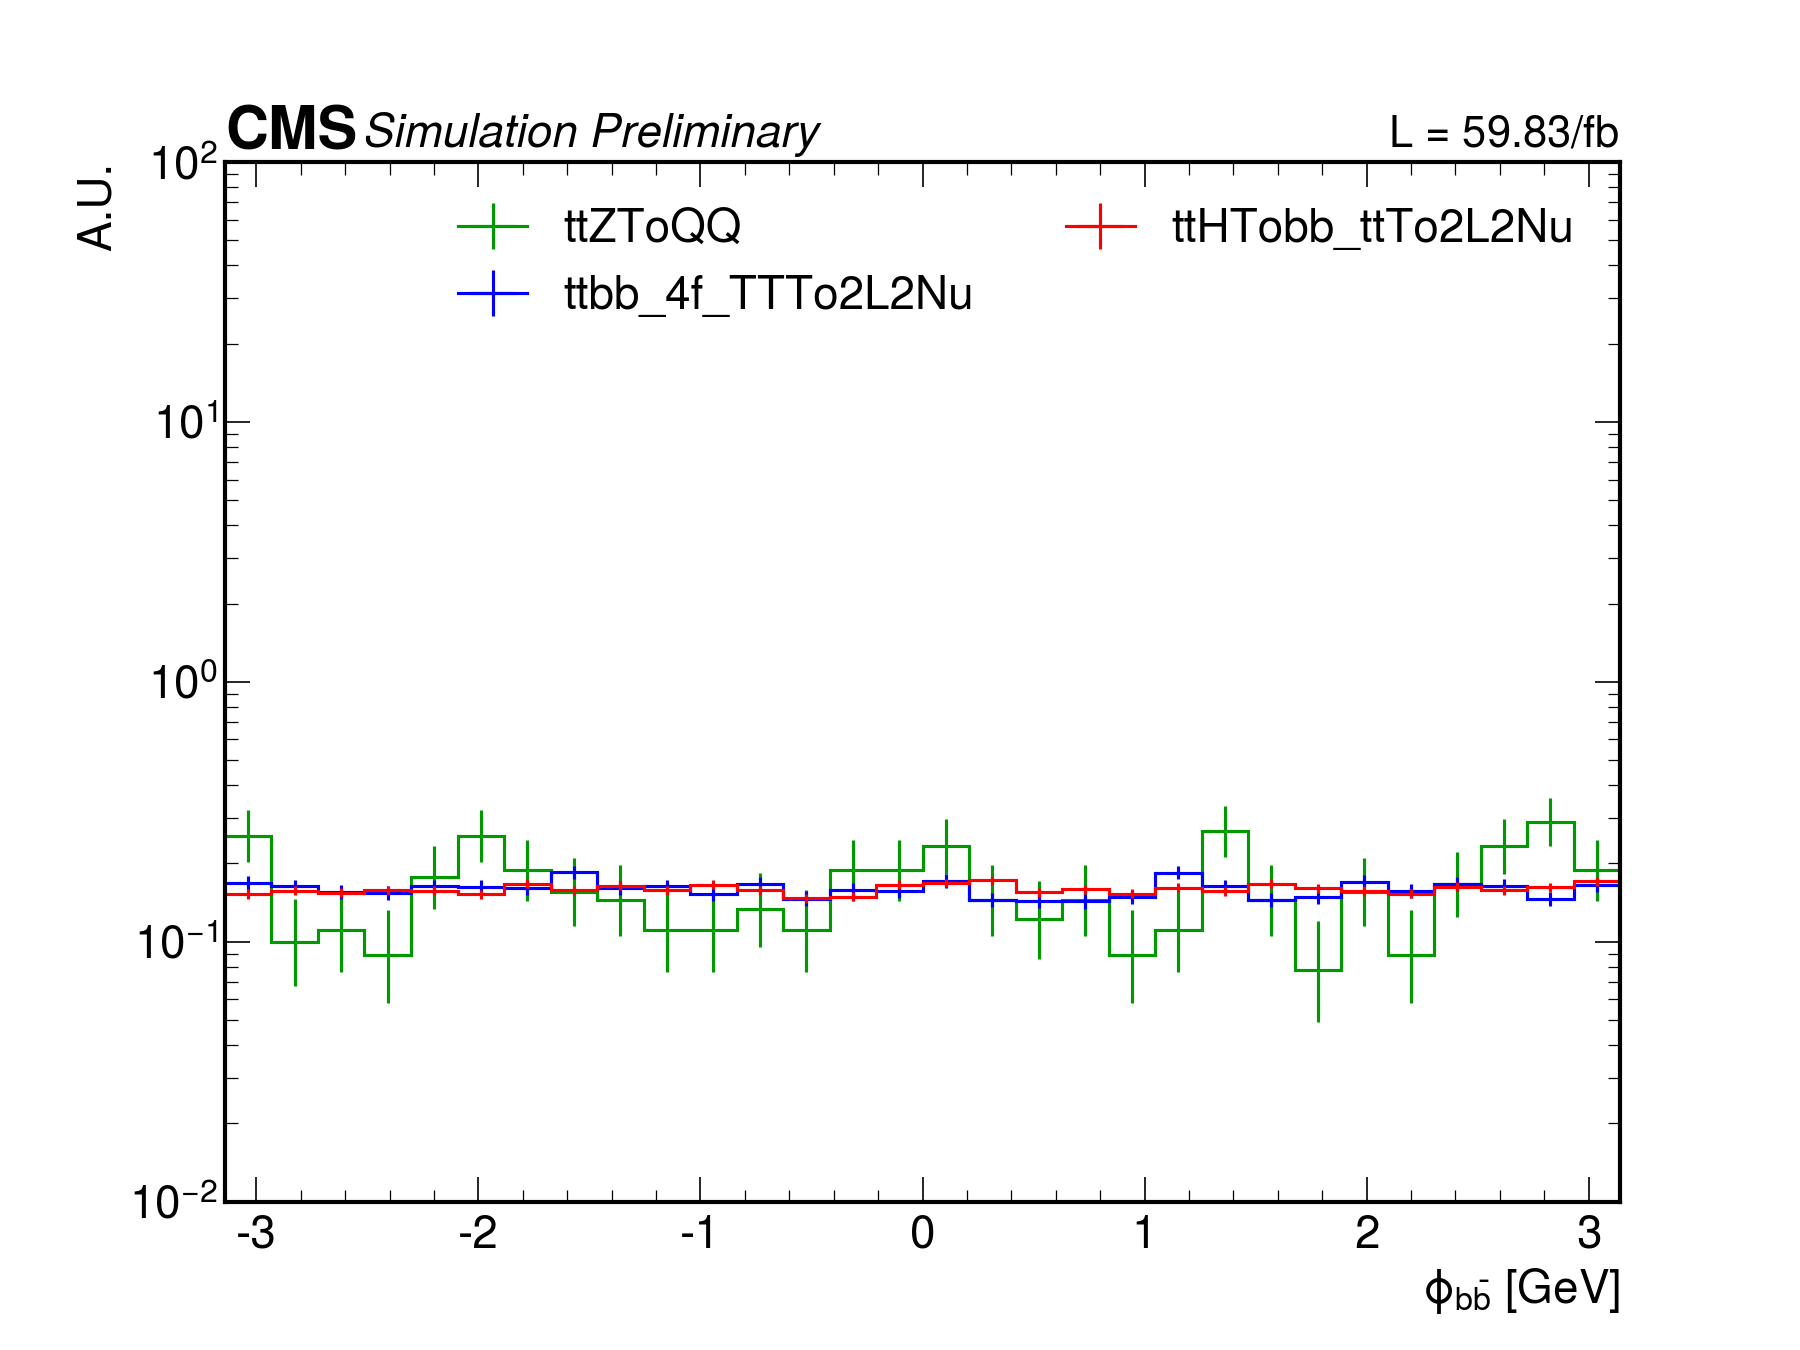 CMS Simulation Preliminary L = 59.83/fb
A.U.
ttZToQQ ttHTobb_ttTo2L2Nu
ttbb_4f_TTTo2L2Nu
10²
10¹
10⁰
10⁻¹
10⁻²
-3 -2 -1 0 1 2 3
ϕbb̄ [GeV]